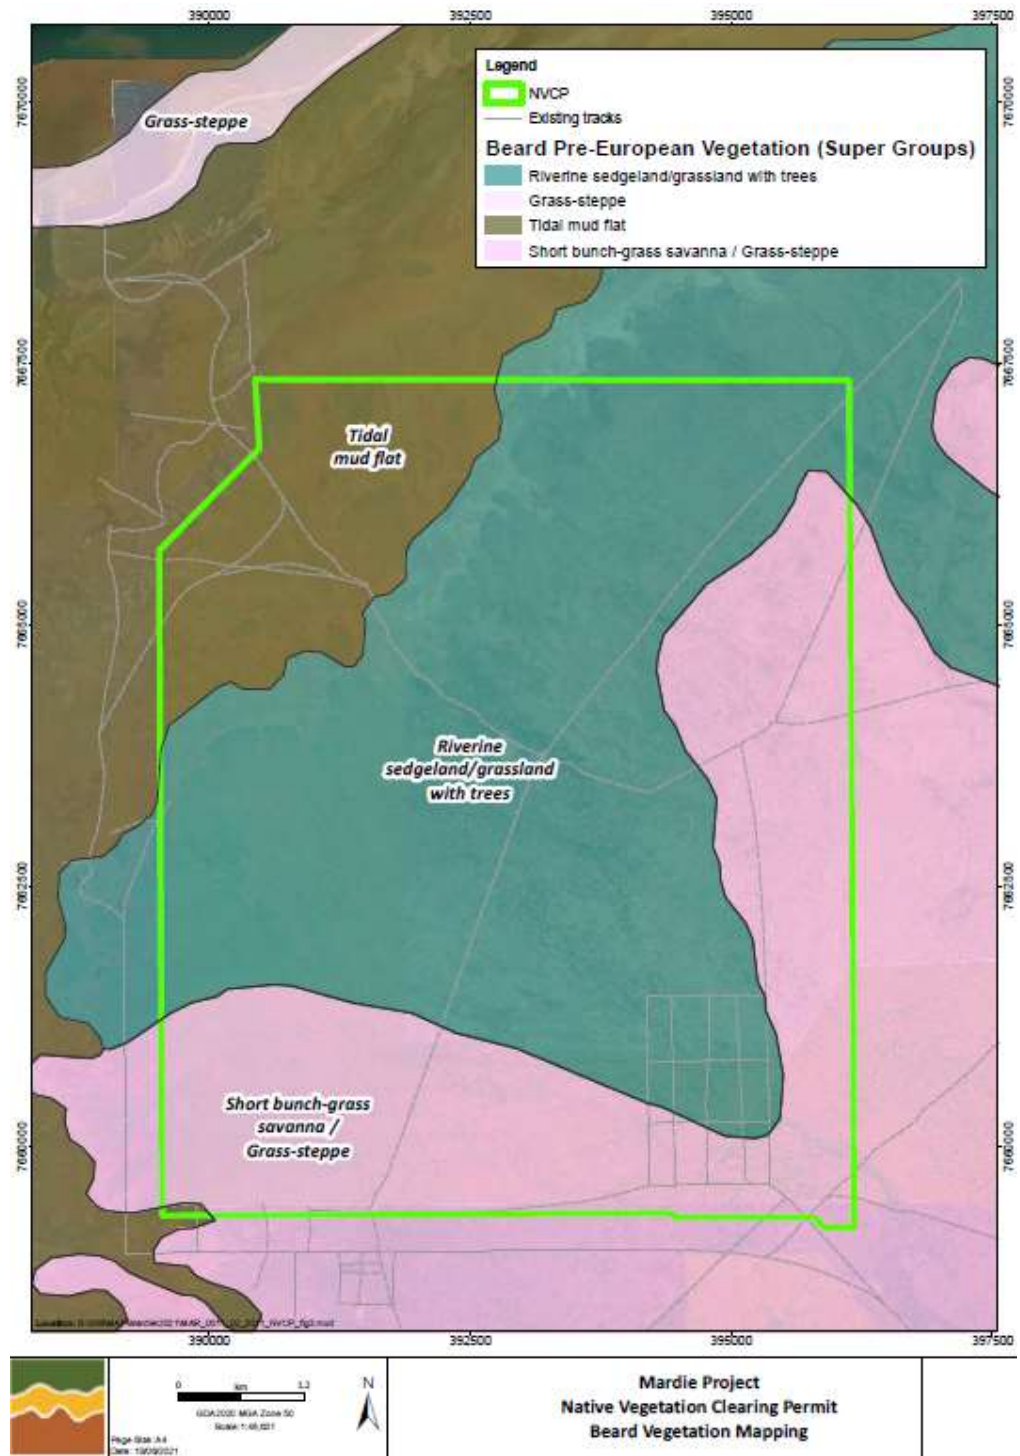 390000
392500
395000
397500
Legend
NVCP
Existing tracks
Beard Pre-European Vegetation (Super Groups)
Riverine sedgeland/grassland with trees
Grass-steppe
Tidal mud flat
Short bunch-grass savanna / Grass-steppe
7670000
7670000
Grass-steppe
7667500
7667500
Tidal
mud flat
7665000
7665000
Riverine
sedgeland/grassland
with trees
7662500
7662500
Short bunch-grass
savanna /
Grass-steppe
7660000
7660000
390000
392500
395000
397500
0
km
N
GDA2020 MGA Zone 50
Page Size: A4
Mardie Project
Native Vegetation Clearing Permit
Beard Vegetation Mapping